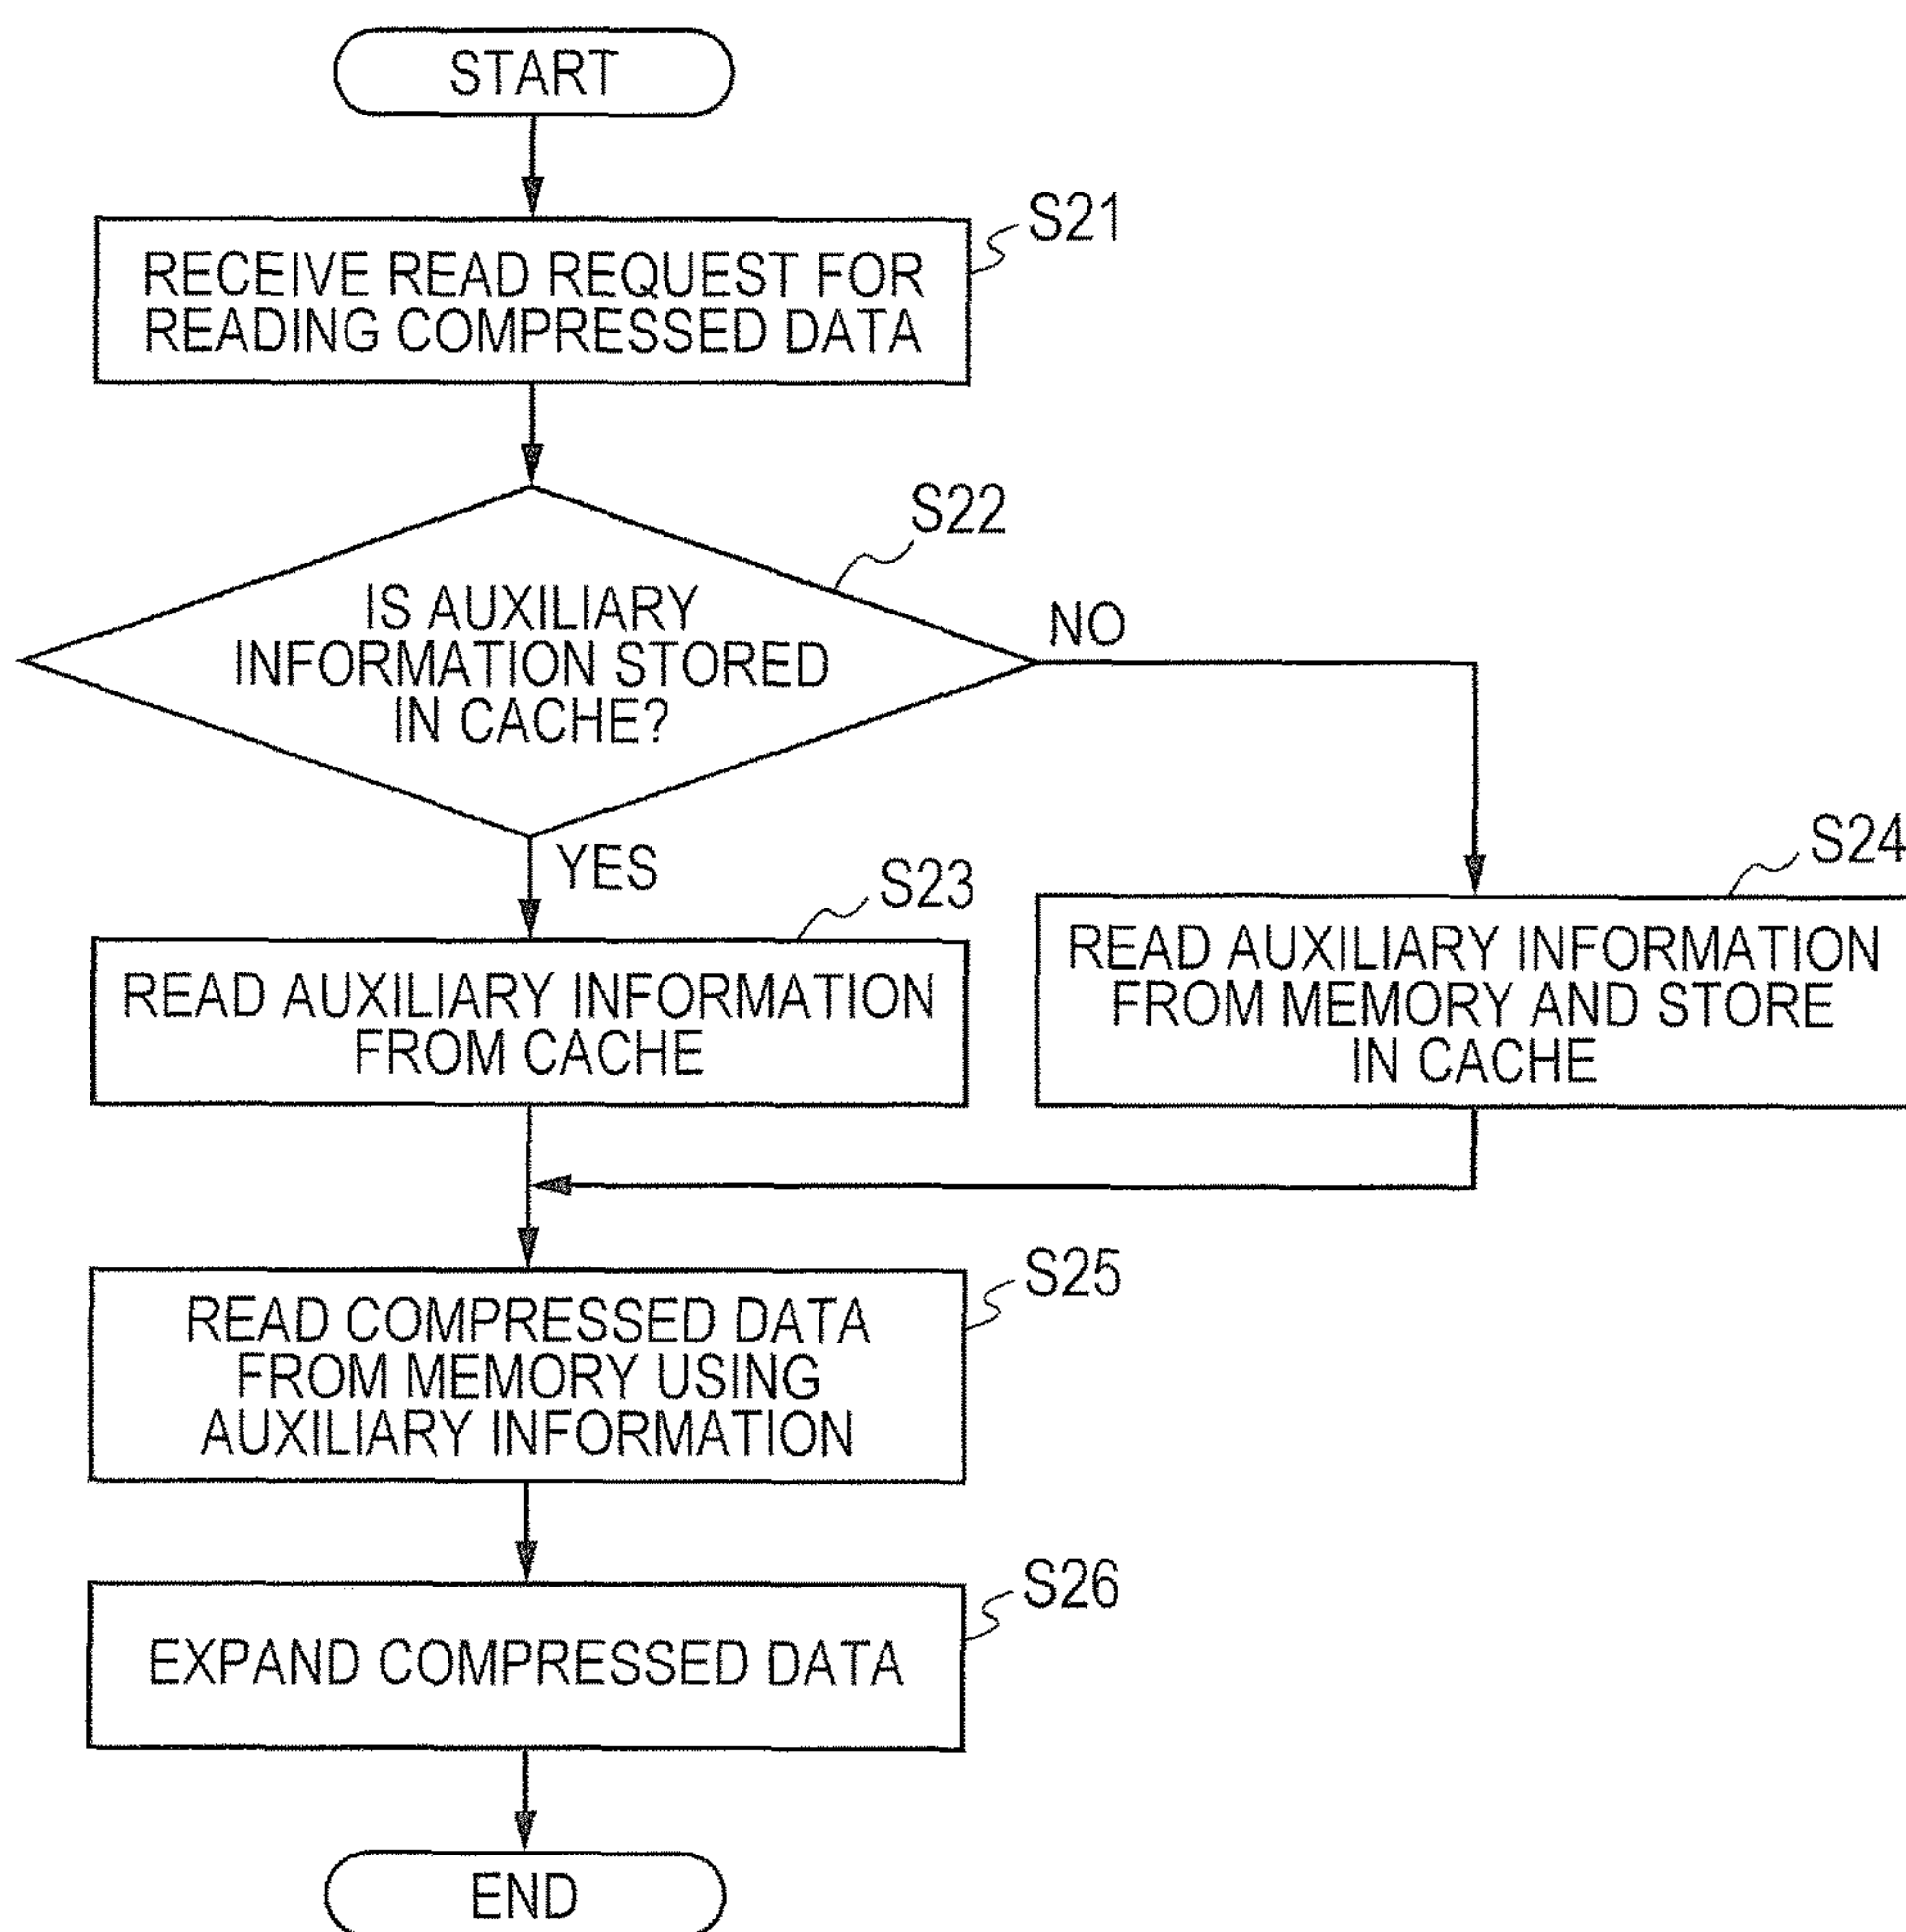 START
S21
RECEIVE READ REQUEST FOR
READING COMPRESSED DATA
S22
IS AUXILIARY
INFORMATION STORED
IN CACHE?
NO
YES
S23
READ AUXILIARY INFORMATION
FROM CACHE
S24
READ AUXILIARY INFORMATION
FROM MEMORY AND STORE
IN CACHE
S25
READ COMPRESSED DATA
FROM MEMORY USING
AUXILIARY INFORMATION
S26
EXPAND COMPRESSED DATA
END